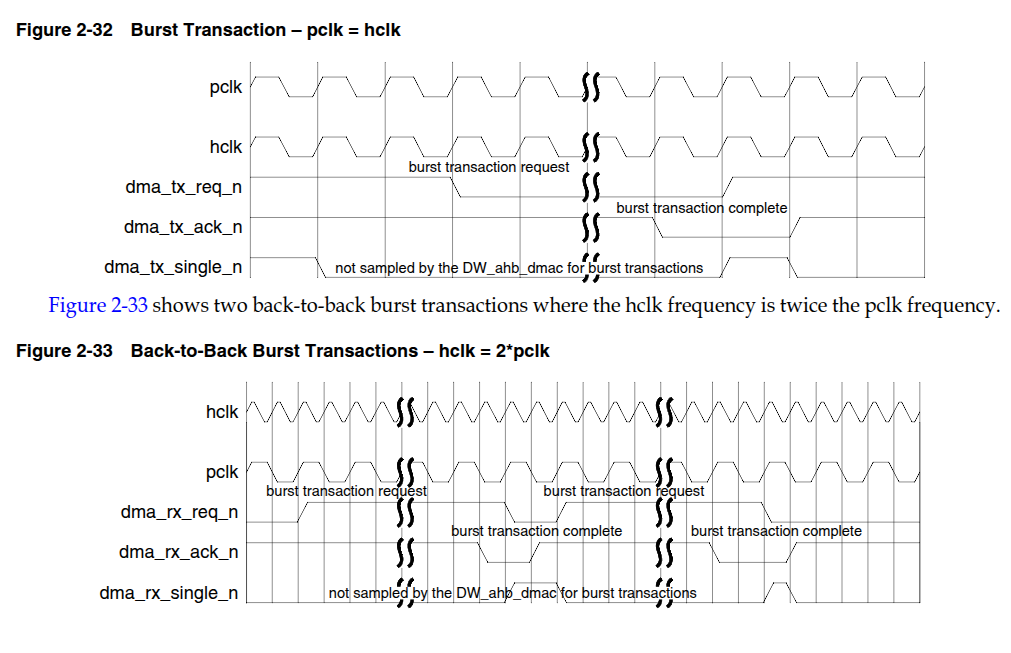 Figure 2-32 Burst Transaction – pclk = hclk
pclk
hclk
burst transaction request
dma_tx_req_n
burst transaction complete
dma_tx_ack_n
dma_tx_single_n
not sampled by the DW_ahb_dmac for burst transactions
Figure 2-33 shows two back-to-back burst transactions where the hclk frequency is twice the pclk frequency.
Figure 2-33 Back-to-Back Burst Transactions – hclk = 2*pclk
hclk
pclk
burst transaction request burst transaction request
dma_rx_req_n
burst transaction complete burst transaction complete
dma_rx_ack_n
dma_rx_single_n
not sampled by the DW_ahb_dmac for burst transactions